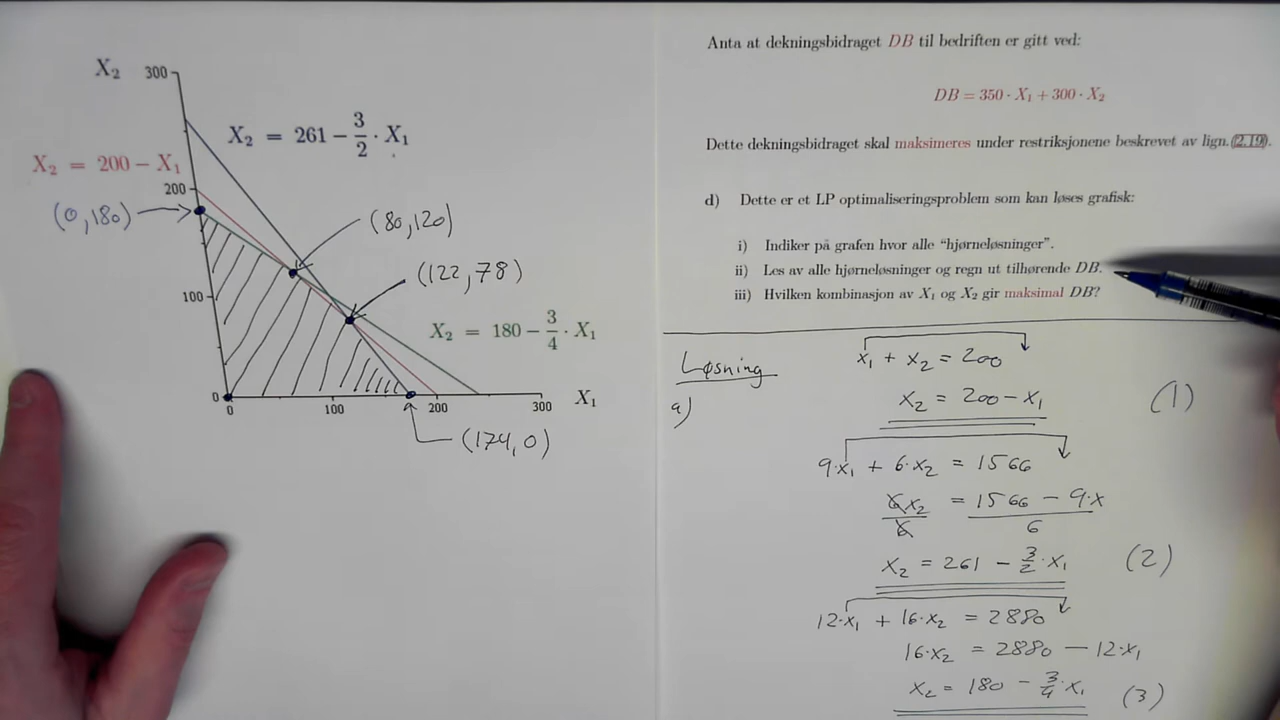 X₂
300
X₂ = 261 − 3/2 · X₁
X₂ = 200 − X₁
200
(0,180)
(80,120)
(122,78)
100
X₂ = 180 − 3/4 · X₁
0
0 100 200 300 X₁
(174,0)
Anta at dekningsbidraget DB til bedriften er gitt ved:
DB = 350 · X₁ + 300 · X₂
Dette dekningsbidraget skal maksimeres under restriksjonene beskrevet av lign.(2.19).
d) Dette er et LP optimaliseringsproblem som kan løses grafisk:
i) Indiker på grafen hvor alle "hjørneløsninger".
ii) Les av alle hjørneløsninger og regn ut tilhørende DB.
iii) Hvilken kombinasjon av X₁ og X₂ gir maksimal DB?
Løsning
a)
x₁ + x₂ = 200
x₂ = 200 − x₁ (1)
9·x₁ + 6·x₂ = 1566
6x₂/6 = 1566 − 9·x/6
x₂ = 261 − 3/2·x₁ (2)
12·x₁ + 16·x₂ = 2880
16·x₂ = 2880 − 12·x₁
x₂ = 180 − 3/4·x₁ (3)